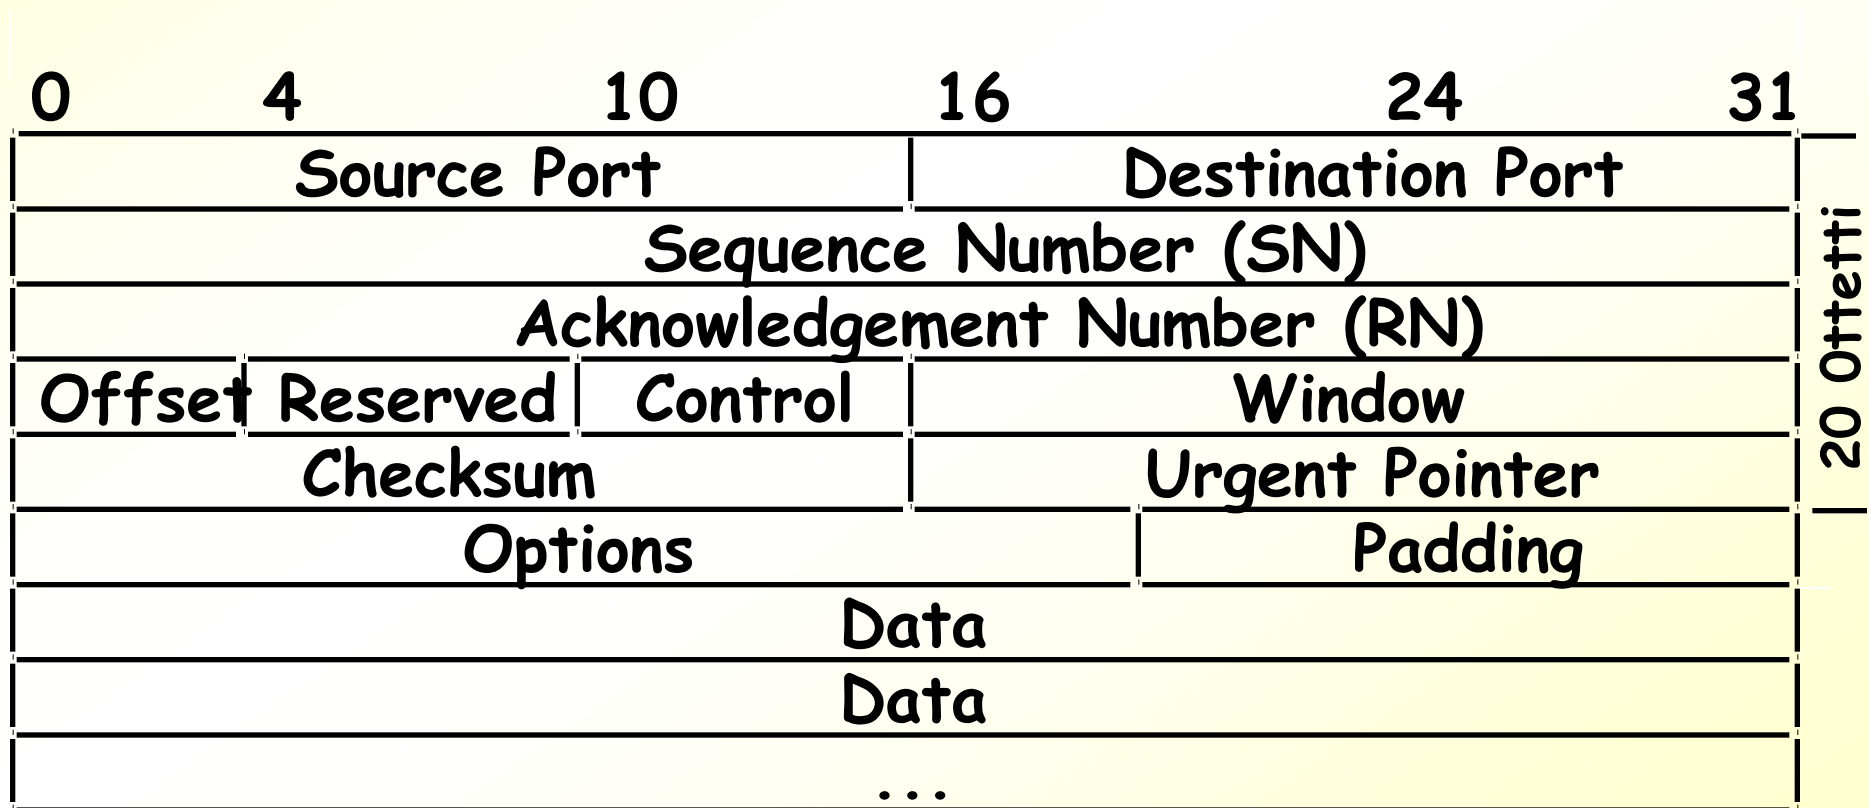 0 4 10 16 24 31
Source Port Destination Port
Sequence Number (SN)
Acknowledgement Number (RN)
Offset Reserved Control Window
Checksum Urgent Pointer
Options Padding
Data
Data
...
20 Ottetti